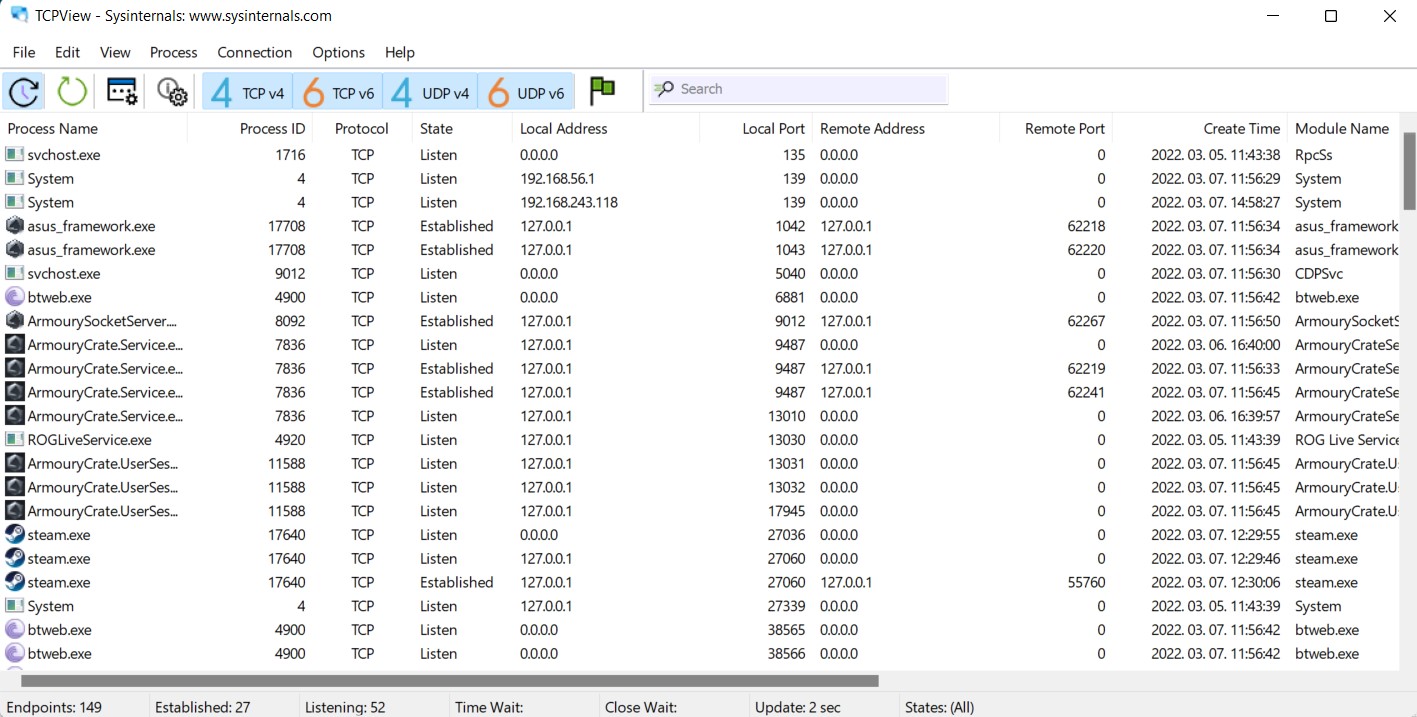 TCPView - Sysinternals: www.sysinternals.com
File Edit View Process Connection Options Help
4 TCP v4 6 TCP v6 4 UDP v4 6 UDP v6 Search
Process Name Process ID Protocol State Local Address Local Port Remote Address Remote Port Create Time Module Name
svchost.exe 1716 TCP Listen 0.0.0.0 135 0.0.0.0 0 2022. 03. 05. 11:43:38 RpcSs
System 4 TCP Listen 192.168.56.1 139 0.0.0.0 0 2022. 03. 07. 11:56:29 System
System 4 TCP Listen 192.168.243.118 139 0.0.0.0 0 2022. 03. 07. 14:58:27 System
asus_framework.exe 17708 TCP Established 127.0.0.1 1042 127.0.0.1 62218 2022. 03. 07. 11:56:34 asus_framework
asus_framework.exe 17708 TCP Established 127.0.0.1 1043 127.0.0.1 62220 2022. 03. 07. 11:56:34 asus_framework
svchost.exe 9012 TCP Listen 0.0.0.0 5040 0.0.0.0 0 2022. 03. 07. 11:56:30 CDPSvc
btweb.exe 4900 TCP Listen 0.0.0.0 6881 0.0.0.0 0 2022. 03. 07. 11:56:42 btweb.exe
ArmourySocketServer.... 8092 TCP Established 127.0.0.1 9012 127.0.0.1 62267 2022. 03. 07. 11:56:50 ArmourySocketS
ArmouryCrate.Service.e... 7836 TCP Listen 127.0.0.1 9487 0.0.0.0 0 2022. 03. 06. 16:40:00 ArmouryCrateSe
ArmouryCrate.Service.e... 7836 TCP Established 127.0.0.1 9487 127.0.0.1 62219 2022. 03. 07. 11:56:33 ArmouryCrateSe
ArmouryCrate.Service.e... 7836 TCP Established 127.0.0.1 9487 127.0.0.1 62241 2022. 03. 07. 11:56:45 ArmouryCrateSe
ArmouryCrate.Service.e... 7836 TCP Listen 127.0.0.1 13010 0.0.0.0 0 2022. 03. 06. 16:39:57 ArmouryCrateSe
ROGLiveService.exe 4920 TCP Listen 127.0.0.1 13030 0.0.0.0 0 2022. 03. 05. 11:43:39 ROG Live Service
ArmouryCrate.UserSes... 11588 TCP Listen 127.0.0.1 13031 0.0.0.0 0 2022. 03. 07. 11:56:45 ArmouryCrate.U
ArmouryCrate.UserSes... 11588 TCP Listen 127.0.0.1 13032 0.0.0.0 0 2022. 03. 07. 11:56:45 ArmouryCrate.U
ArmouryCrate.UserSes... 11588 TCP Listen 127.0.0.1 17945 0.0.0.0 0 2022. 03. 07. 11:56:45 ArmouryCrate.U
steam.exe 17640 TCP Listen 0.0.0.0 27036 0.0.0.0 0 2022. 03. 07. 12:29:55 steam.exe
steam.exe 17640 TCP Listen 127.0.0.1 27060 0.0.0.0 0 2022. 03. 07. 12:29:46 steam.exe
steam.exe 17640 TCP Established 127.0.0.1 27060 127.0.0.1 55760 2022. 03. 07. 12:30:06 steam.exe
System 4 TCP Listen 127.0.0.1 27339 0.0.0.0 0 2022. 03. 05. 11:43:39 System
btweb.exe 4900 TCP Listen 0.0.0.0 38565 0.0.0.0 0 2022. 03. 07. 11:56:42 btweb.exe
btweb.exe 4900 TCP Listen 0.0.0.0 38566 0.0.0.0 0 2022. 03. 07. 11:56:42 btweb.exe
Endpoints: 149 Established: 27 Listening: 52 Time Wait: Close Wait: Update: 2 sec States: (All)